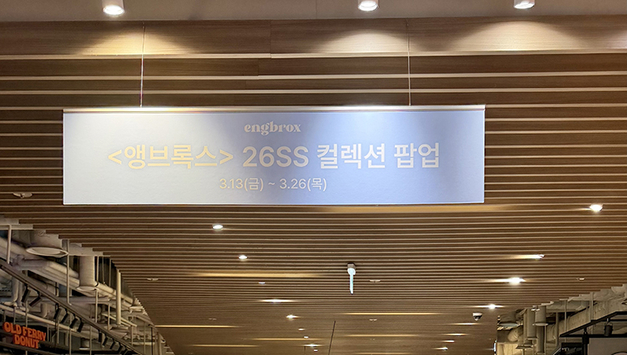 engbrox
<앵브록스> 26SS 컬렉션 팝업
3.13(금) ~ 3.26(목)
OLD FERRY
DONUT